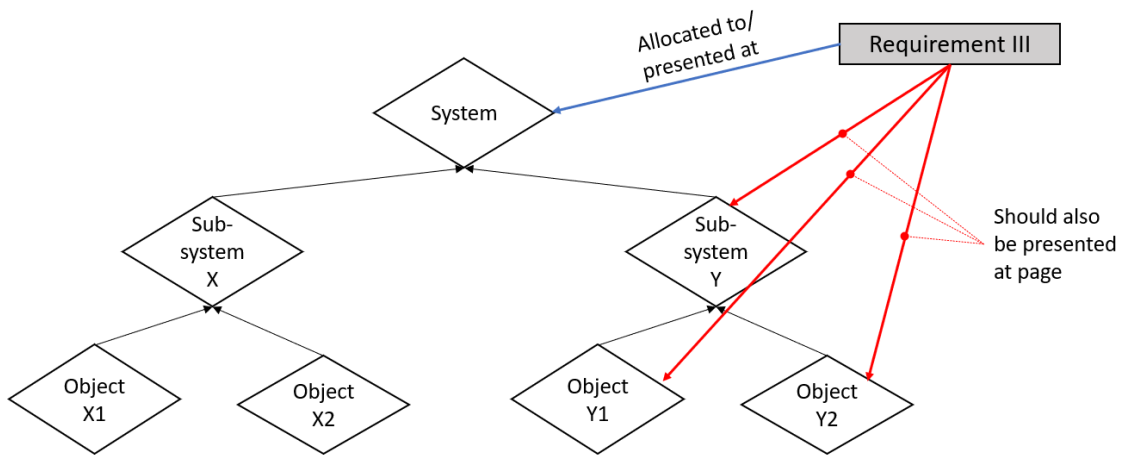 Allocated to/
presented at
Requirement III
System
Sub-
system
X
Sub-
system
Y
Should also
be presented
at page
Object
X1
Object
X2
Object
Y1
Object
Y2